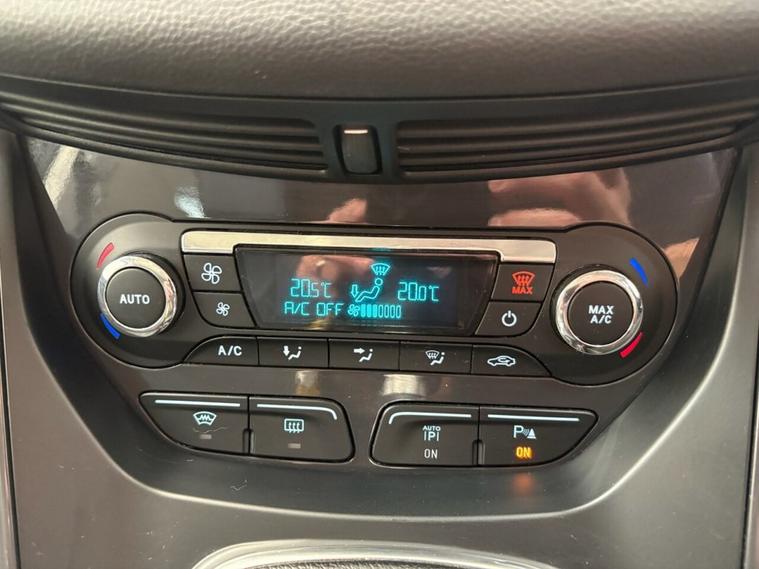 20.5°C 20.0°C
A/C OFF
AUTO
MAX
MAX
A/C
A/C
AUTO
P
ON
P
ON